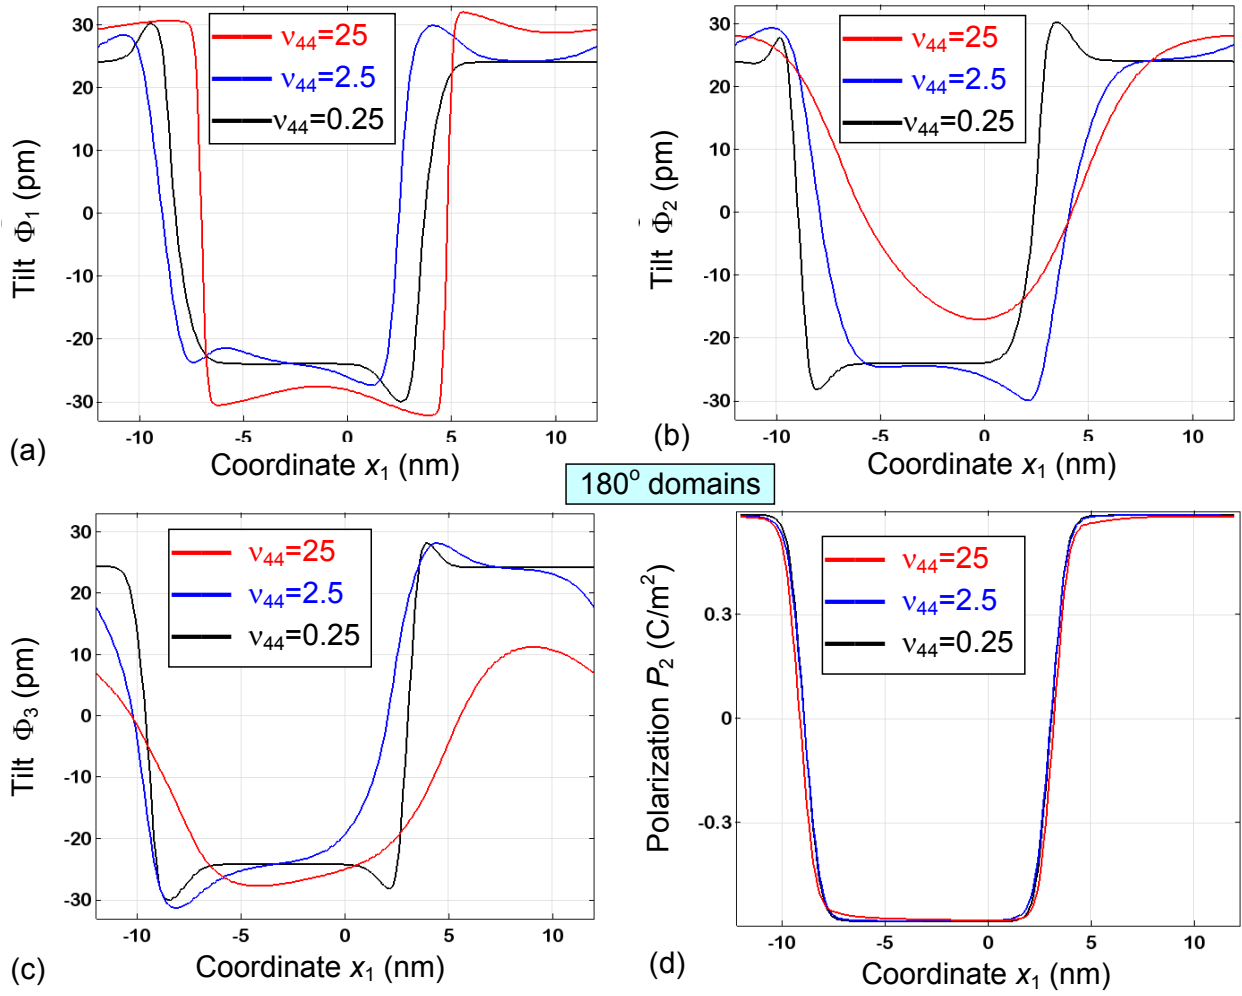 30
20
10
0
-10
-20
-30
-10
-5
0
5
10
ν44=25
ν44=2.5
ν44=0.25
Tilt Φ1 (pm)
Coordinate x1 (nm)
(a)
30
20
10
0
-10
-20
-30
-10
-5
0
5
10
ν44=25
ν44=2.5
ν44=0.25
Tilt Φ2 (pm)
Coordinate x1 (nm)
(b)
180o domains
30
20
10
0
-10
-20
-30
-10
-5
0
5
10
ν44=25
ν44=2.5
ν44=0.25
Tilt Φ3 (pm)
Coordinate x1 (nm)
(c)
0.3
0
-0.3
-10
-5
0
5
10
ν44=25
ν44=2.5
ν44=0.25
Polarization P2 (C/m2)
Coordinate x1 (nm)
(d)